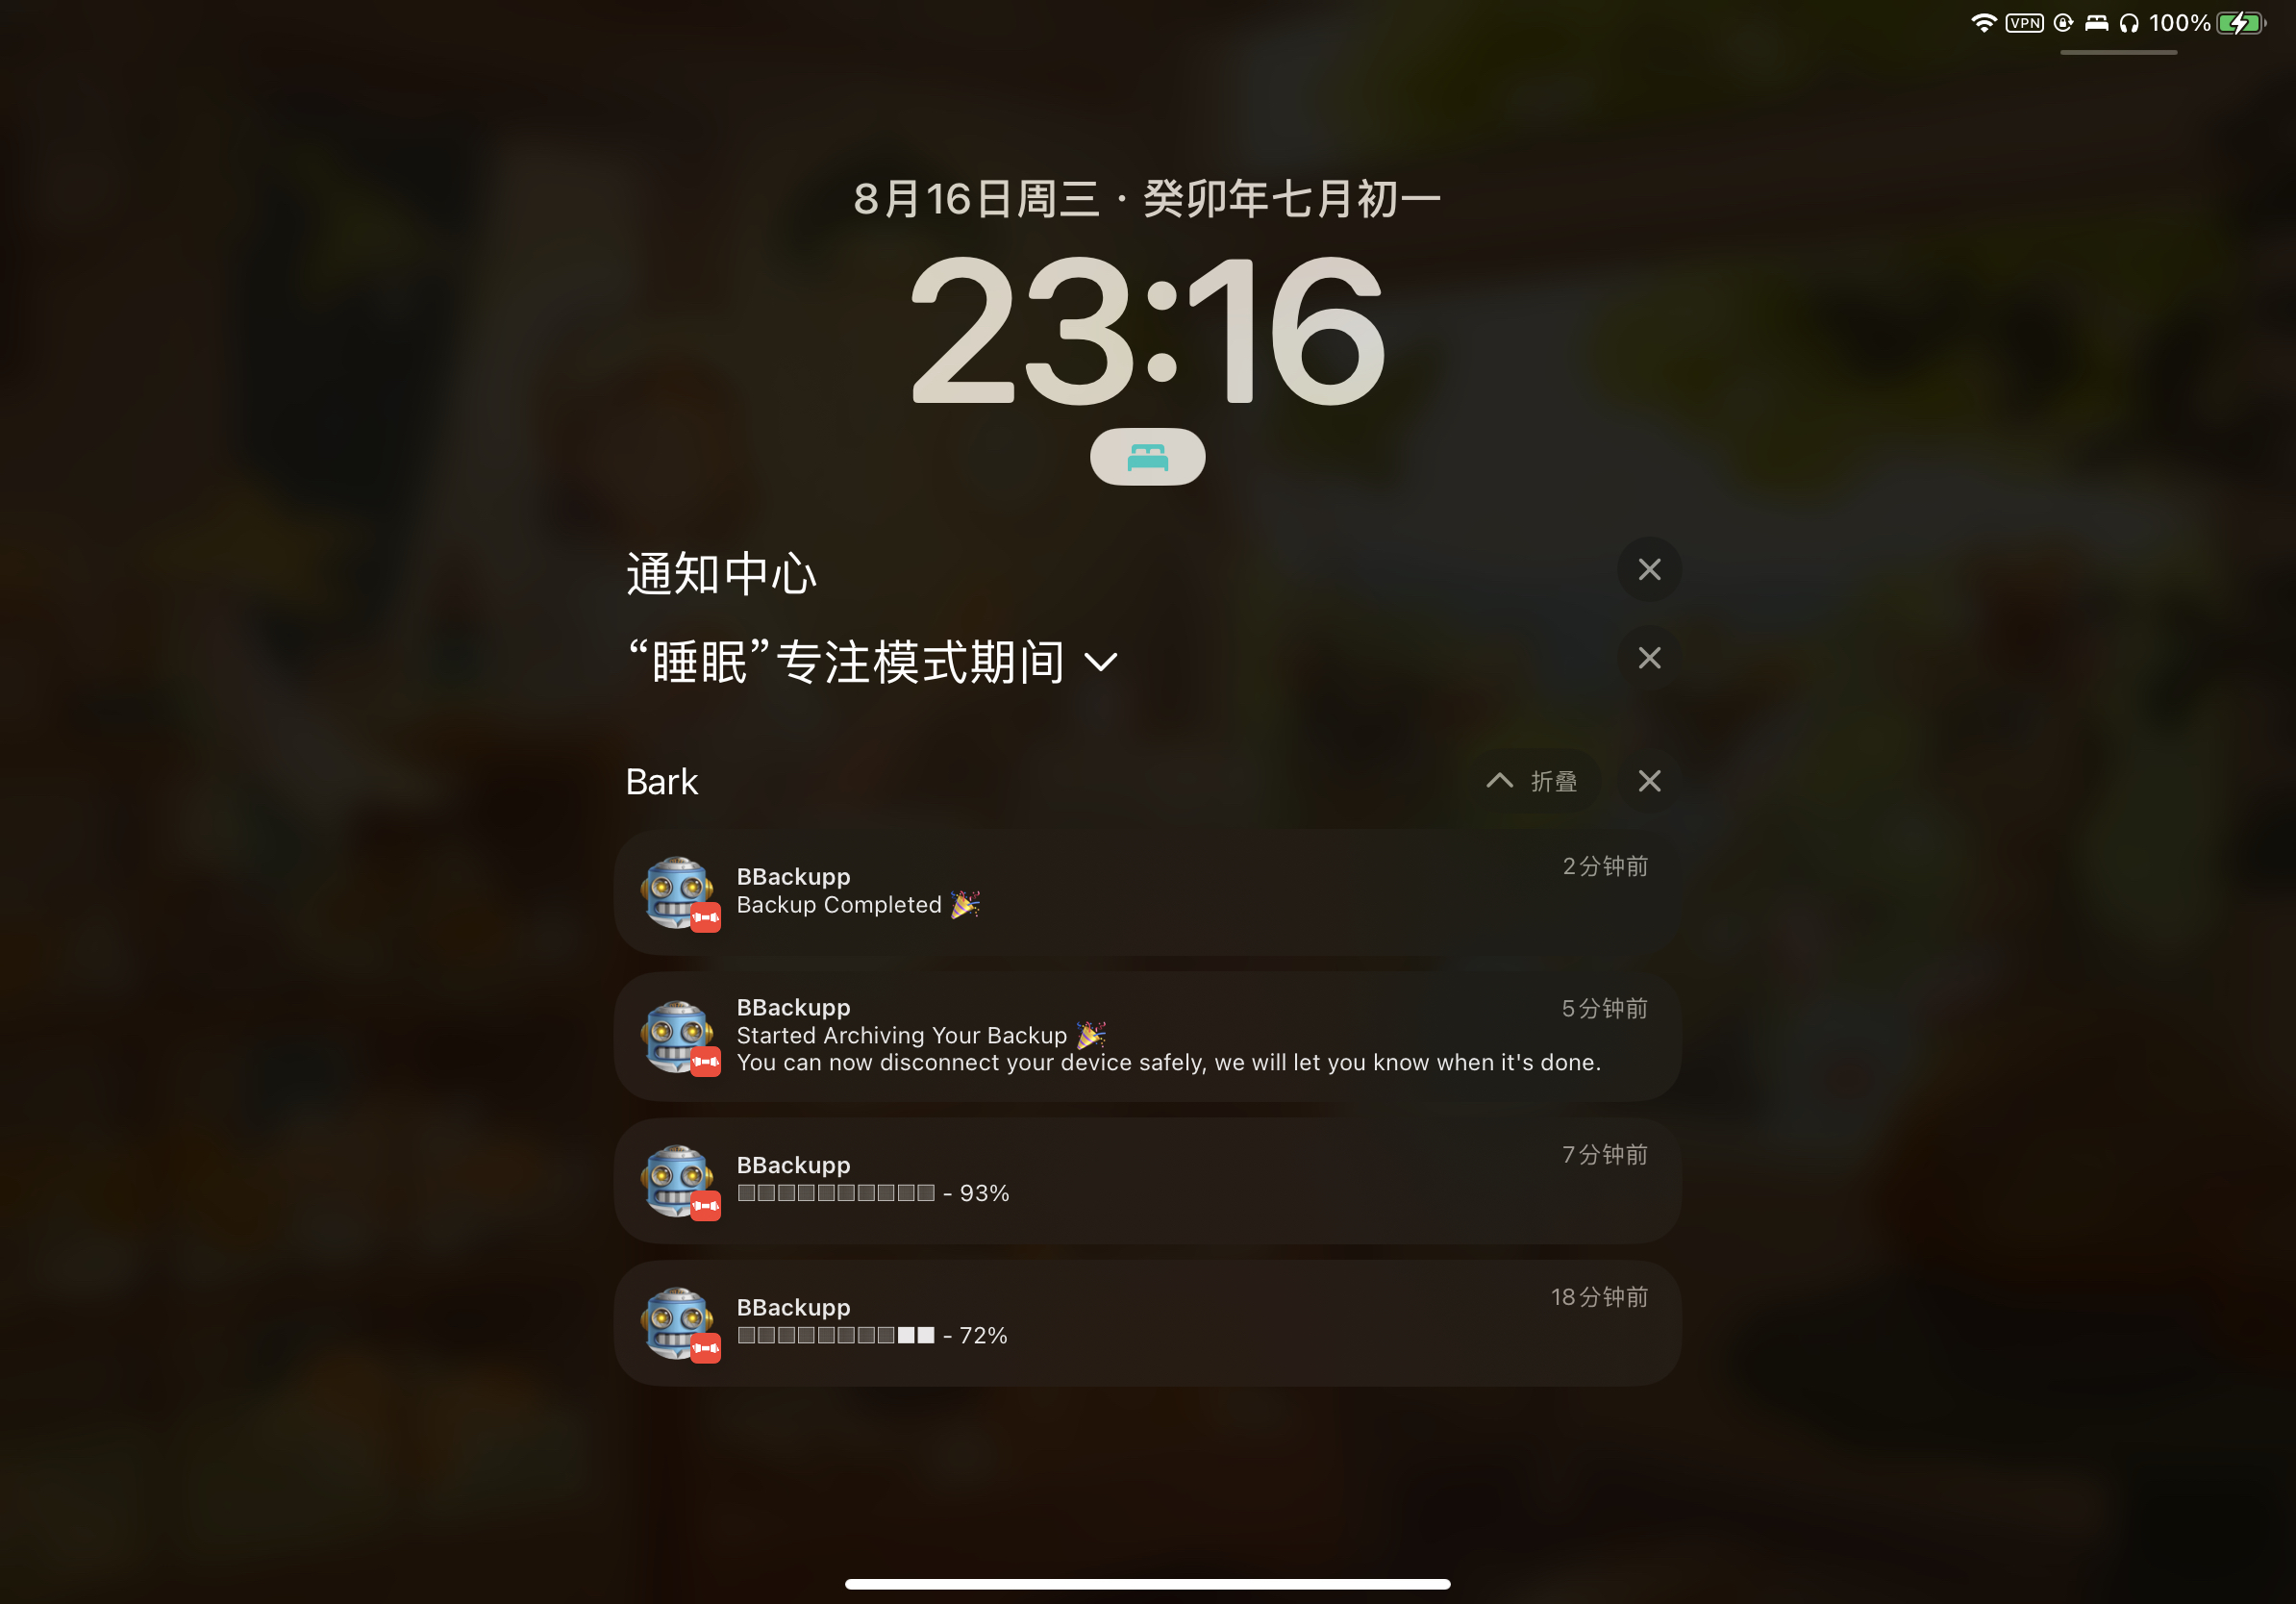 VPN 100%
8月16日周三 · 癸卯年七月初一
23:16
通知中心
“睡眠”专注模式期间
Bark
折叠
BBackupp
2分钟前
Backup Completed 🎉
BBackupp
5分钟前
Started Archiving Your Backup 🎉
You can now disconnect your device safely, we will let you know when it's done.
BBackupp
7分钟前
□□□□□□□□□□ - 93%
BBackupp
18分钟前
□□□□□□□□■■ - 72%